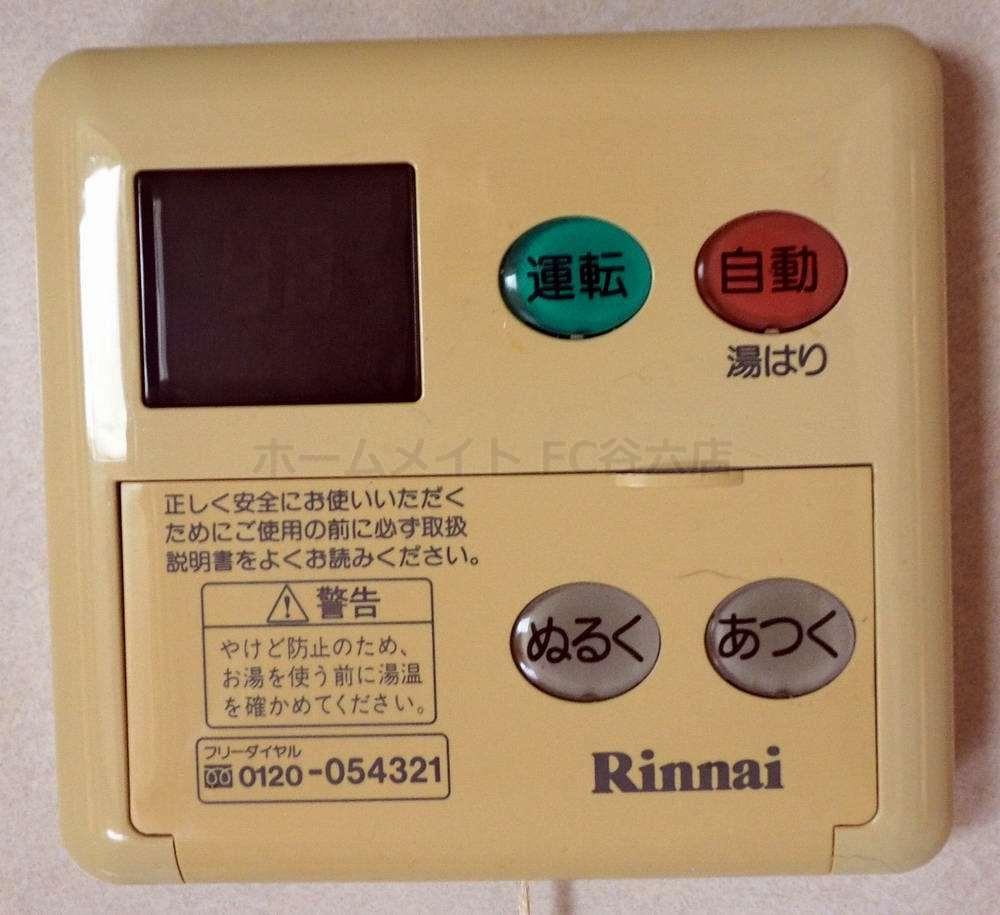 運転
自動
湯はり
ホームメイト FC谷六店
正しく安全にお使いいただく
ためにご使用の前に必ず取扱
説明書をよくお読みください。
警告
やけど防止のため、
お湯を使う前に湯温
を確かめてください。
フリーダイヤル
0120-054321
ぬるく
あつく
Rinnai